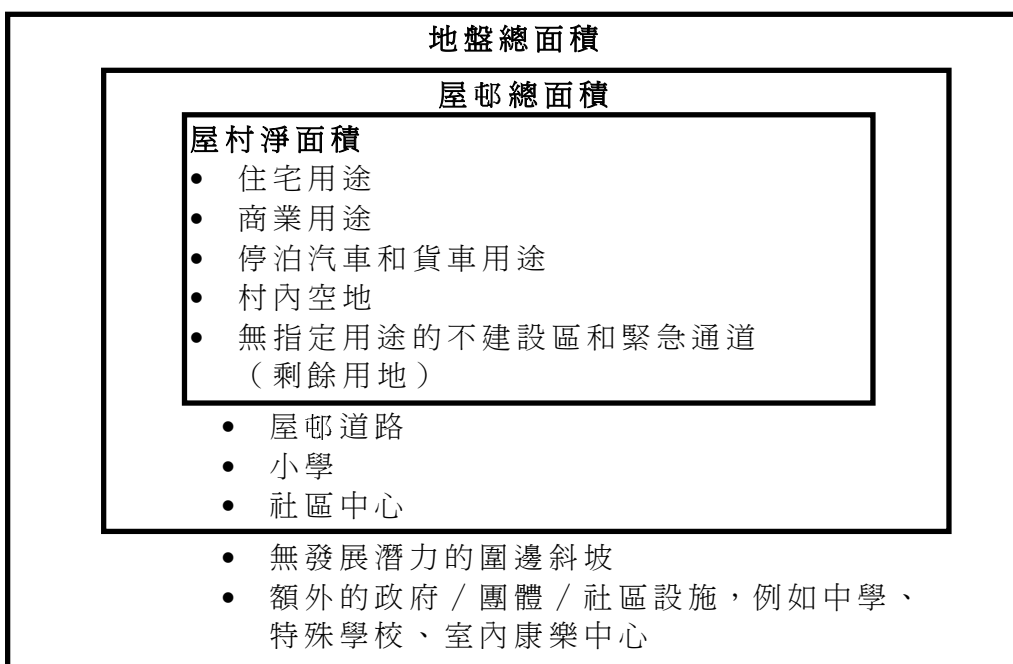 地盤總面積
屋邨總面積
屋村淨面積
• 住宅用途
• 商業用途
• 停泊汽車和貨車用途
• 村內空地
• 無指定用途的不建設區和緊急通道
（剩餘用地）
• 屋邨道路
• 小學
• 社區中心
• 無發展潛力的圍邊斜坡
• 額外的政府／團體／社區設施，例如中學、
特殊學校、室內康樂中心